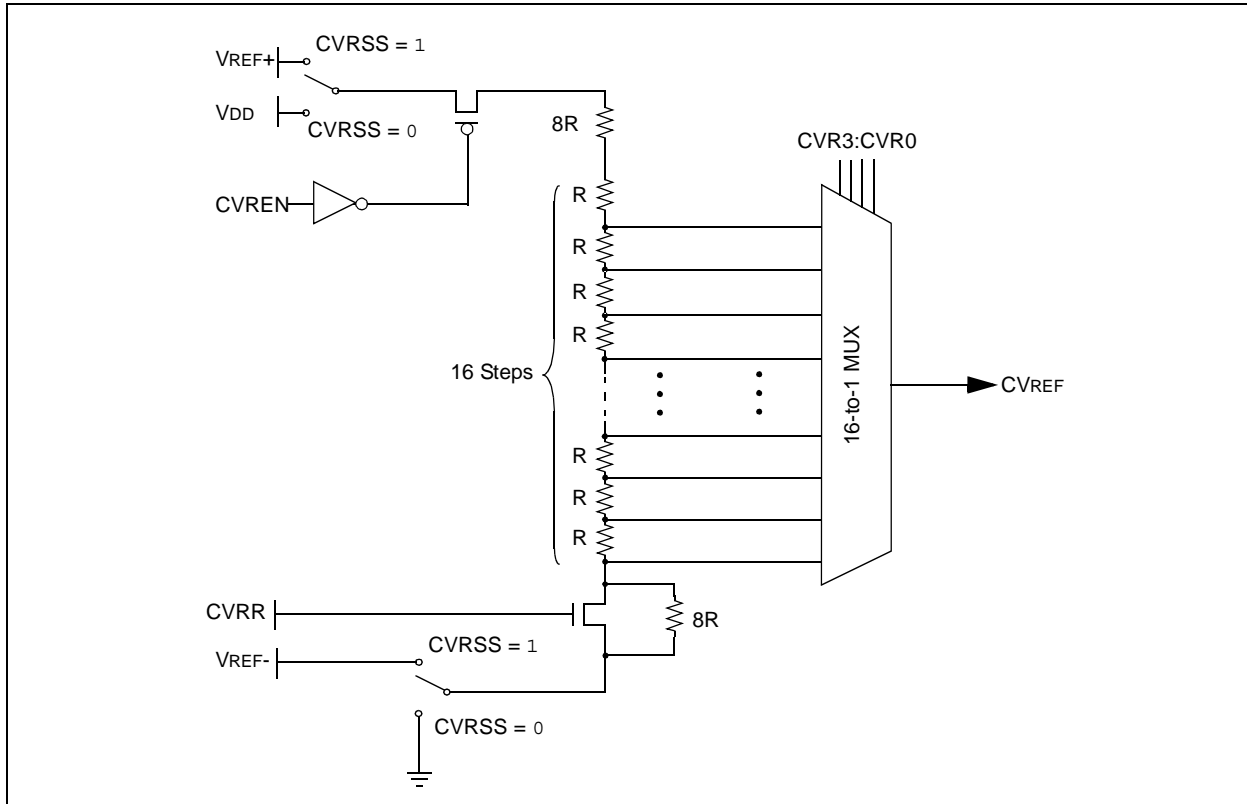 CVRSS = 1
VREF+
VDD
CVRSS = 0
8R
CVR3:CVR0
CVREN
R
R
R
R
16 Steps
16-to-1 MUX
CVREF
R
R
R
CVRR
8R
CVRSS = 1
VREF-
CVRSS = 0